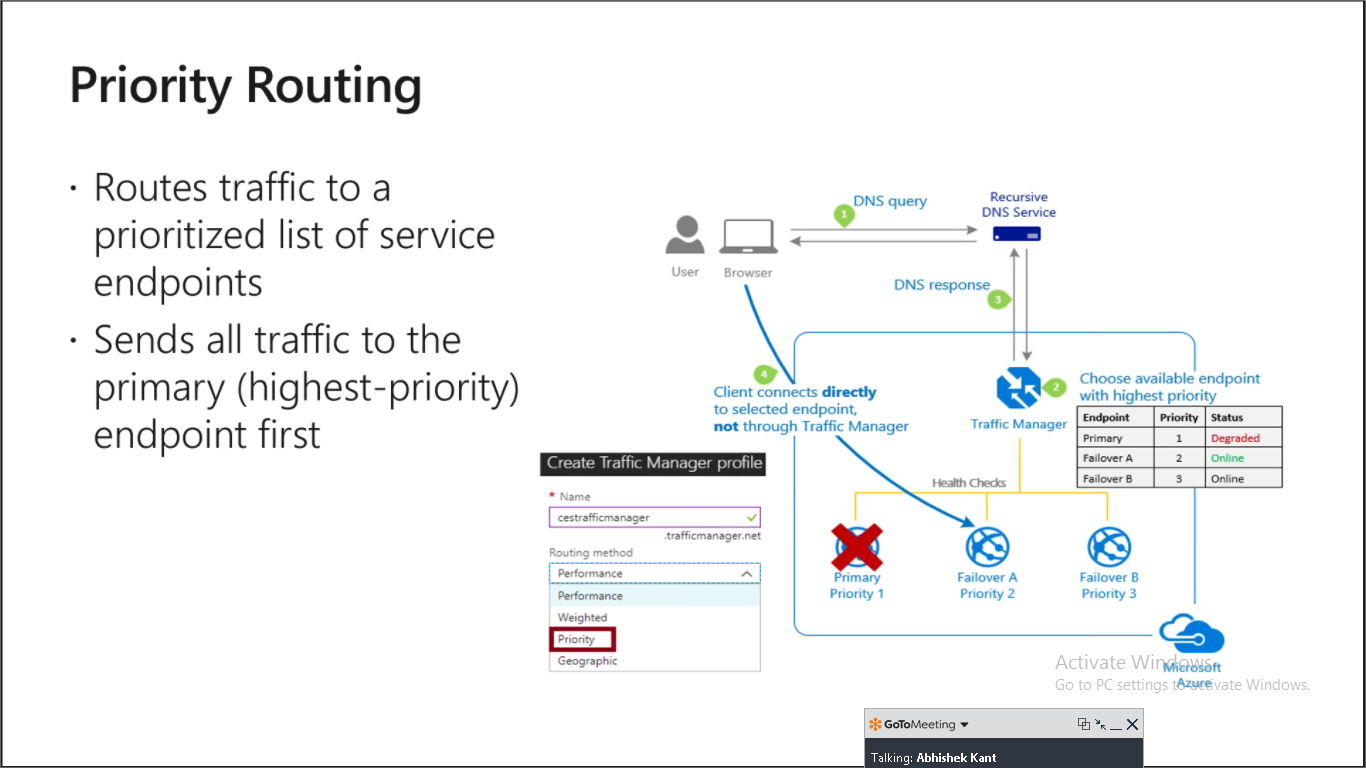 Priority Routing
• Routes traffic to a
prioritized list of service
endpoints
• Sends all traffic to the
primary (highest-priority)
endpoint first
User
Browser
1
DNS query
Recursive
DNS Service
DNS response
3
4
Client connects directly
to selected endpoint,
not through Traffic Manager
2
Traffic Manager
Choose available endpoint
with highest priority
Endpoint Priority Status
Primary 1 Degraded
Failover A 2 Online
Failover B 3 Online
Health Checks
Primary
Priority 1
Failover A
Priority 2
Failover B
Priority 3
Microsoft
Azure
Create Traffic Manager profile
* Name
cestrafficmanager
.trafficmanager.net
Routing method
Performance
Performance
Weighted
Priority
Geographic
Activate Windows
Go to PC settings to activate Windows.
GoToMeeting
Talking: Abhishek Kant